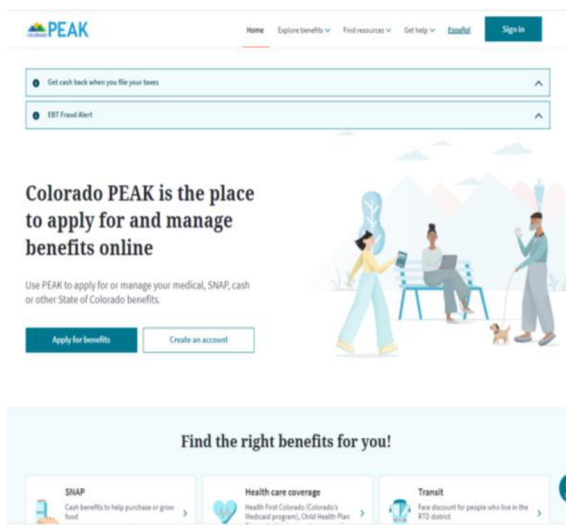 COLORADO PEAK
Home Explore benefits Find resources Get help Español Sign in
Get cash back when you file your taxes
EBT Fraud Alert
Colorado PEAK is the place
to apply for and manage
benefits online
Use PEAK to apply for or manage your medical, SNAP, cash
or other State of Colorado benefits.
Apply for benefits Create an account
Find the right benefits for you!
SNAP
Cash benefits to help purchase or grow
food
Health care coverage
Health First Colorado (Colorado's
Medicaid program), Child Health Plan
Transit
Fare discount for people who live in the
RTD district